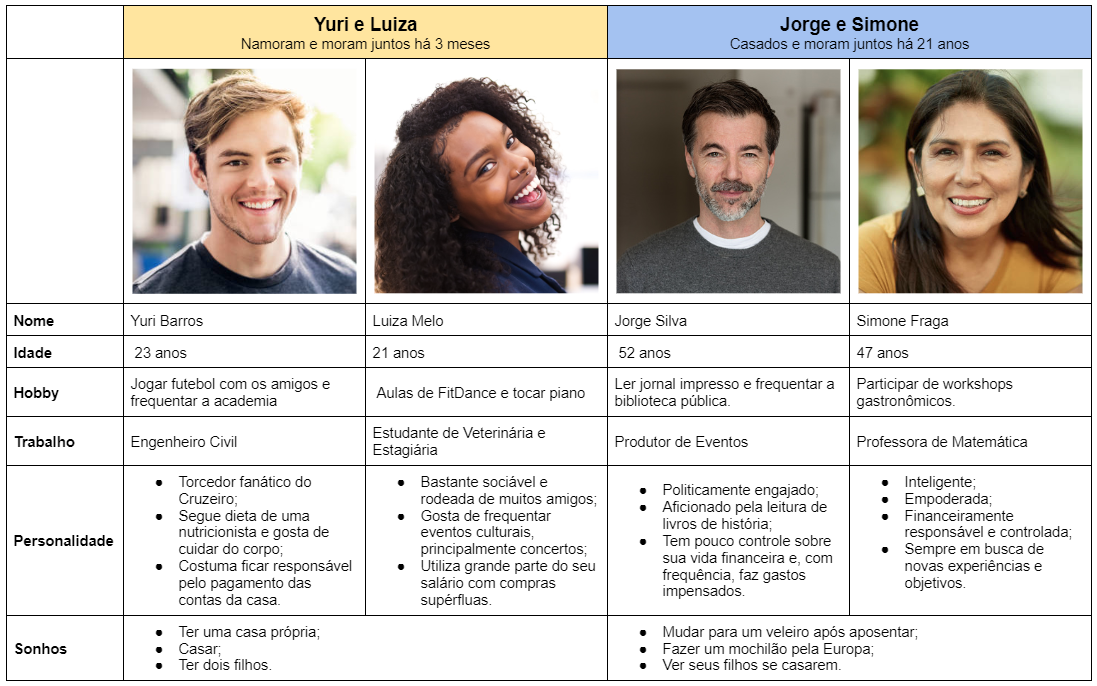 Yuri e Luiza
Namoram e moram juntos há 3 meses
Jorge e Simone
Casados e moram juntos há 21 anos
Nome
Yuri Barros
Luiza Melo
Jorge Silva
Simone Fraga
Idade
23 anos
21 anos
52 anos
47 anos
Hobby
Jogar futebol com os amigos e
frequentar a academia
Aulas de FitDance e tocar piano
Ler jornal impresso e frequentar a
biblioteca pública.
Participar de workshops
gastronômicos.
Trabalho
Engenheiro Civil
Estudante de Veterinária e
Estagiária
Produtor de Eventos
Professora de Matemática
Personalidade
● Torcedor fanático do
Cruzeiro;
● Segue dieta de uma
nutricionista e gosta de
cuidar do corpo;
● Costuma ficar responsável
pelo pagamento das
contas da casa.
● Bastante sociável e
rodeada de muitos amigos;
● Gosta de frequentar
eventos culturais,
principalmente concertos;
● Utiliza grande parte do seu
salário com compras
supérfluas.
● Politicamente engajado;
● Aficionado pela leitura de
livros de história;
● Tem pouco controle sobre
sua vida financeira e, com
frequência, faz gastos
impensados.
● Inteligente;
● Empoderada;
● Financeiramente
responsável e controlada;
● Sempre em busca de
novas experiências e
objetivos.
Sonhos
● Ter uma casa própria;
● Casar;
● Ter dois filhos.
● Mudar para um veleiro após aposentar;
● Fazer um mochilão pela Europa;
● Ver seus filhos se casarem.